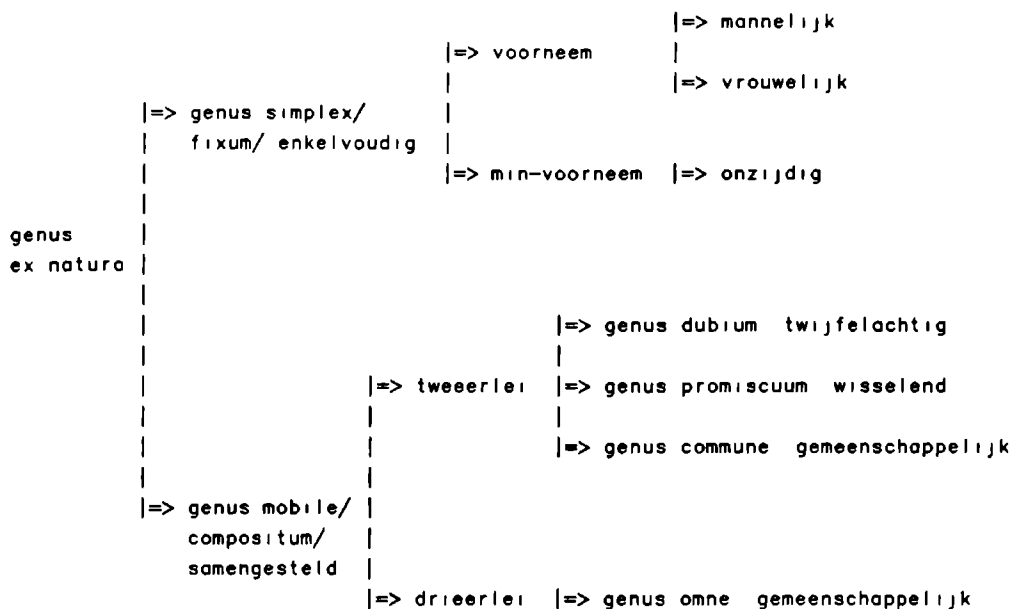 |=> mannelijk
|=> voorneem |
| |=> vrouwelijk
|=> genus simplex/ |
| fixum/ enkelvoudig |
| |=> min-voorneem |=> onzijdig
|
genus |
ex natura |
|
| |=> genus dubium twijfelachtig
| |
| |=> tweeerlei |=> genus promiscuum wisselend
| | |
| | |=> genus commune gemeenschappelijk
| |
|=> genus mobile/ |
compositum/ |
samengesteld |
|=> drieerlei |=> genus omne gemeenschappelijk